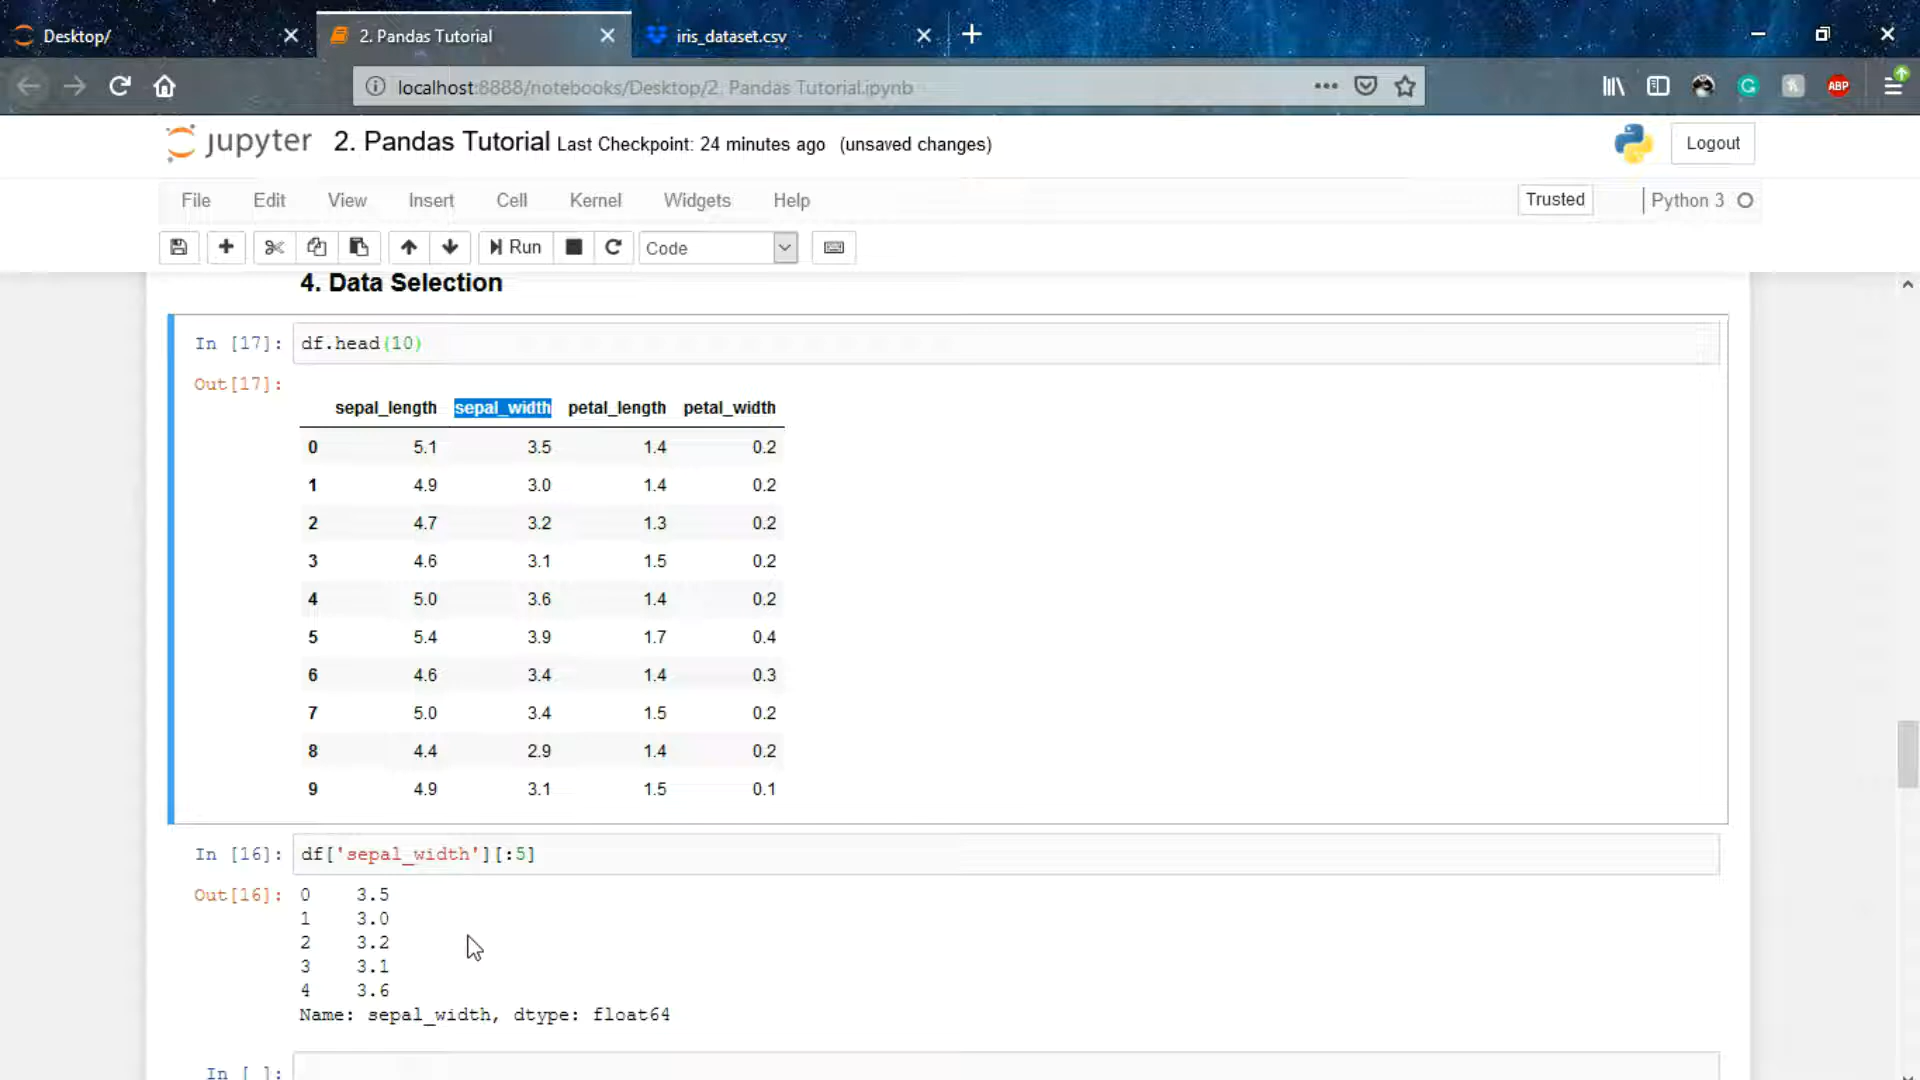 Desktop/
2. Pandas Tutorial
iris_dataset.csv
localhost:8888/notebooks/Desktop/2. Pandas Tutorial.ipynb
ABP
jupyter 2. Pandas Tutorial Last Checkpoint: 24 minutes ago (unsaved changes)
Logout
File Edit View Insert Cell Kernel Widgets Help
Trusted
Python 3
Run
Code
4. Data Selection
In [17]: df.head(10)
Out[17]:
sepal_length sepal_width petal_length petal_width
0 5.1 3.5 1.4 0.2
1 4.9 3.0 1.4 0.2
2 4.7 3.2 1.3 0.2
3 4.6 3.1 1.5 0.2
4 5.0 3.6 1.4 0.2
5 5.4 3.9 1.7 0.4
6 4.6 3.4 1.4 0.3
7 5.0 3.4 1.5 0.2
8 4.4 2.9 1.4 0.2
9 4.9 3.1 1.5 0.1
In [16]: df['sepal_width'][:5]
Out[16]: 0 3.5
1 3.0
2 3.2
3 3.1
4 3.6
Name: sepal_width, dtype: float64
In [ ]: